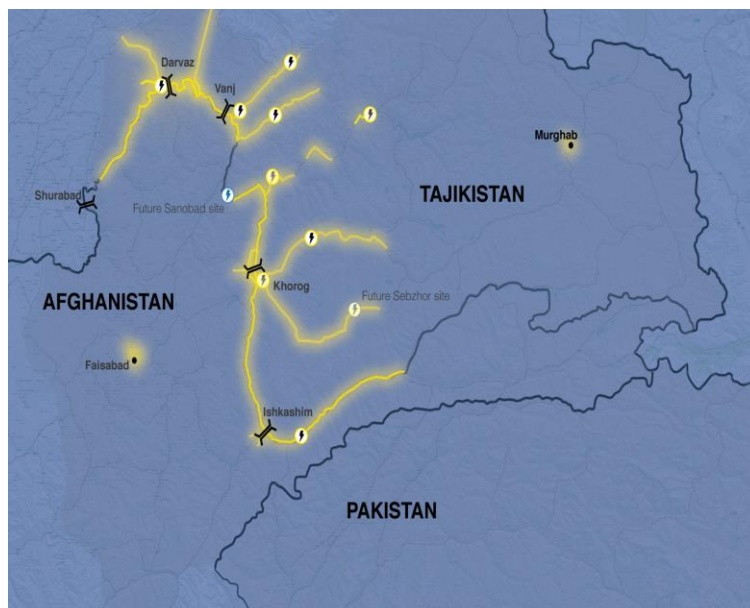 Darvaz
Vanj
Murghab
Shurabad
Future Sanobad site
TAJIKISTAN
Khorog
AFGHANISTAN
Future Sebzhor site
Faisabad
Ishkashim
PAKISTAN